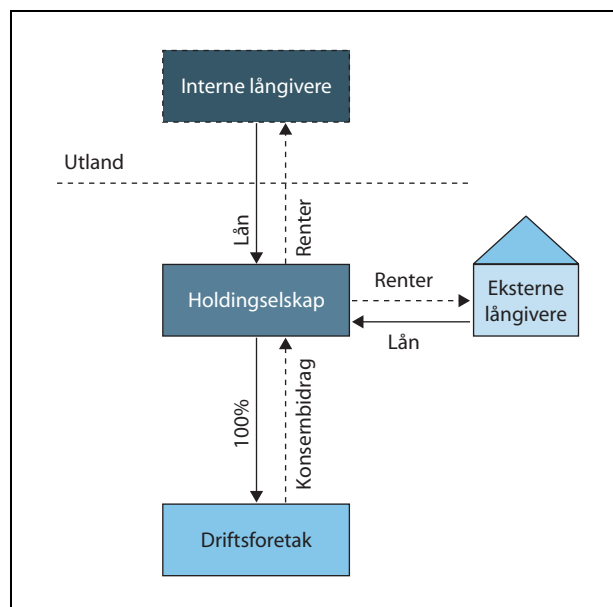 Interne långivere
Utland
Lån
Renter
Holdingselskap
Renter
Lån
Eksterne
långivere
100%
Konsernbidrag
Driftsforetak